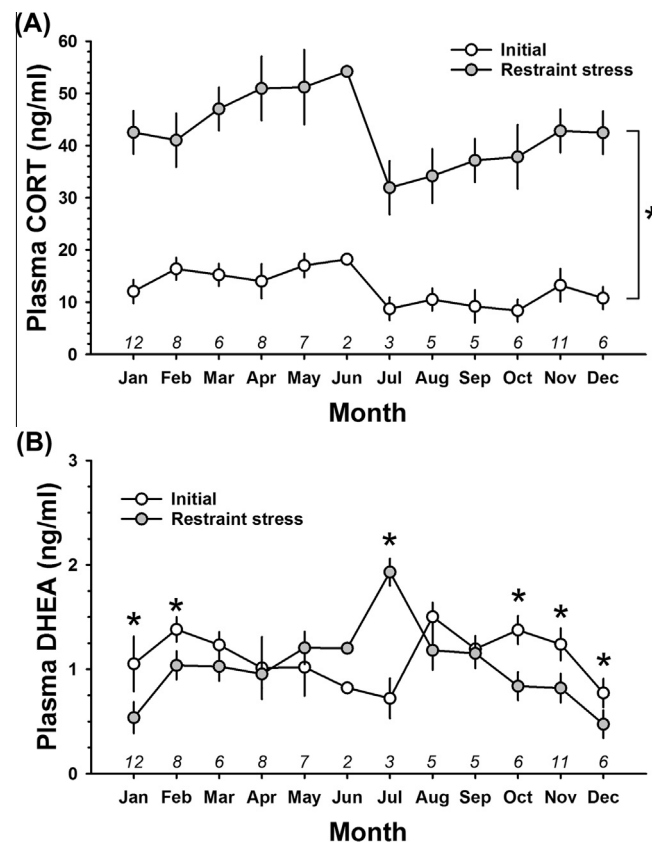 (A)
60
50
40
30
20
10
0
Plasma CORT (ng/ml)
Initial
Restraint stress
*
12 8 6 8 7 2 3 5 5 6 11 6
Jan Feb Mar Apr May Jun Jul Aug Sep Oct Nov Dec
Month
(B)
3
2
1
0
Plasma DHEA (ng/ml)
Initial
Restraint stress
* * * * * *
12 8 6 8 7 2 3 5 5 6 11 6
Jan Feb Mar Apr May Jun Jul Aug Sep Oct Nov Dec
Month